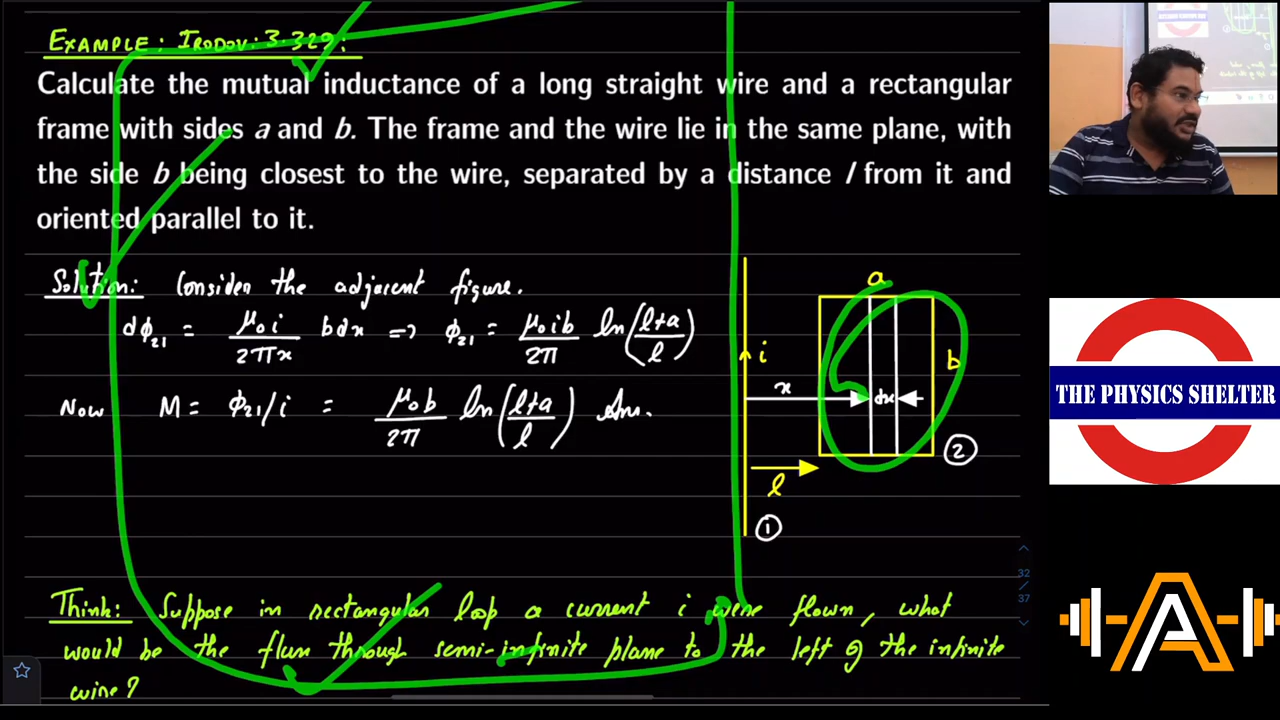 EXAMPLE: IRODOV: 3.329:
Calculate the mutual inductance of a long straight wire and a rectangular
frame with sides a and b. The frame and the wire lie in the same plane, with
the side b being closest to the wire, separated by a distance l from it and
oriented parallel to it.
Solution: Consider the adjacent figure.
dϕ₂₁ = μ₀i/2πx bdx => ϕ₂₁ = μ₀ib/2π ln(l+a/l)
Now M = ϕ₂₁/i = μ₀b/2π ln(l+a/l) Ans.
a
i
b
x
dx
l
①
②
Think: Suppose in rectangular loop a current i were flown, what
would be the flux through semi-infinite plane to the left of the infinite
wire?
32
/
37
THE PHYSICS SHELTER
A